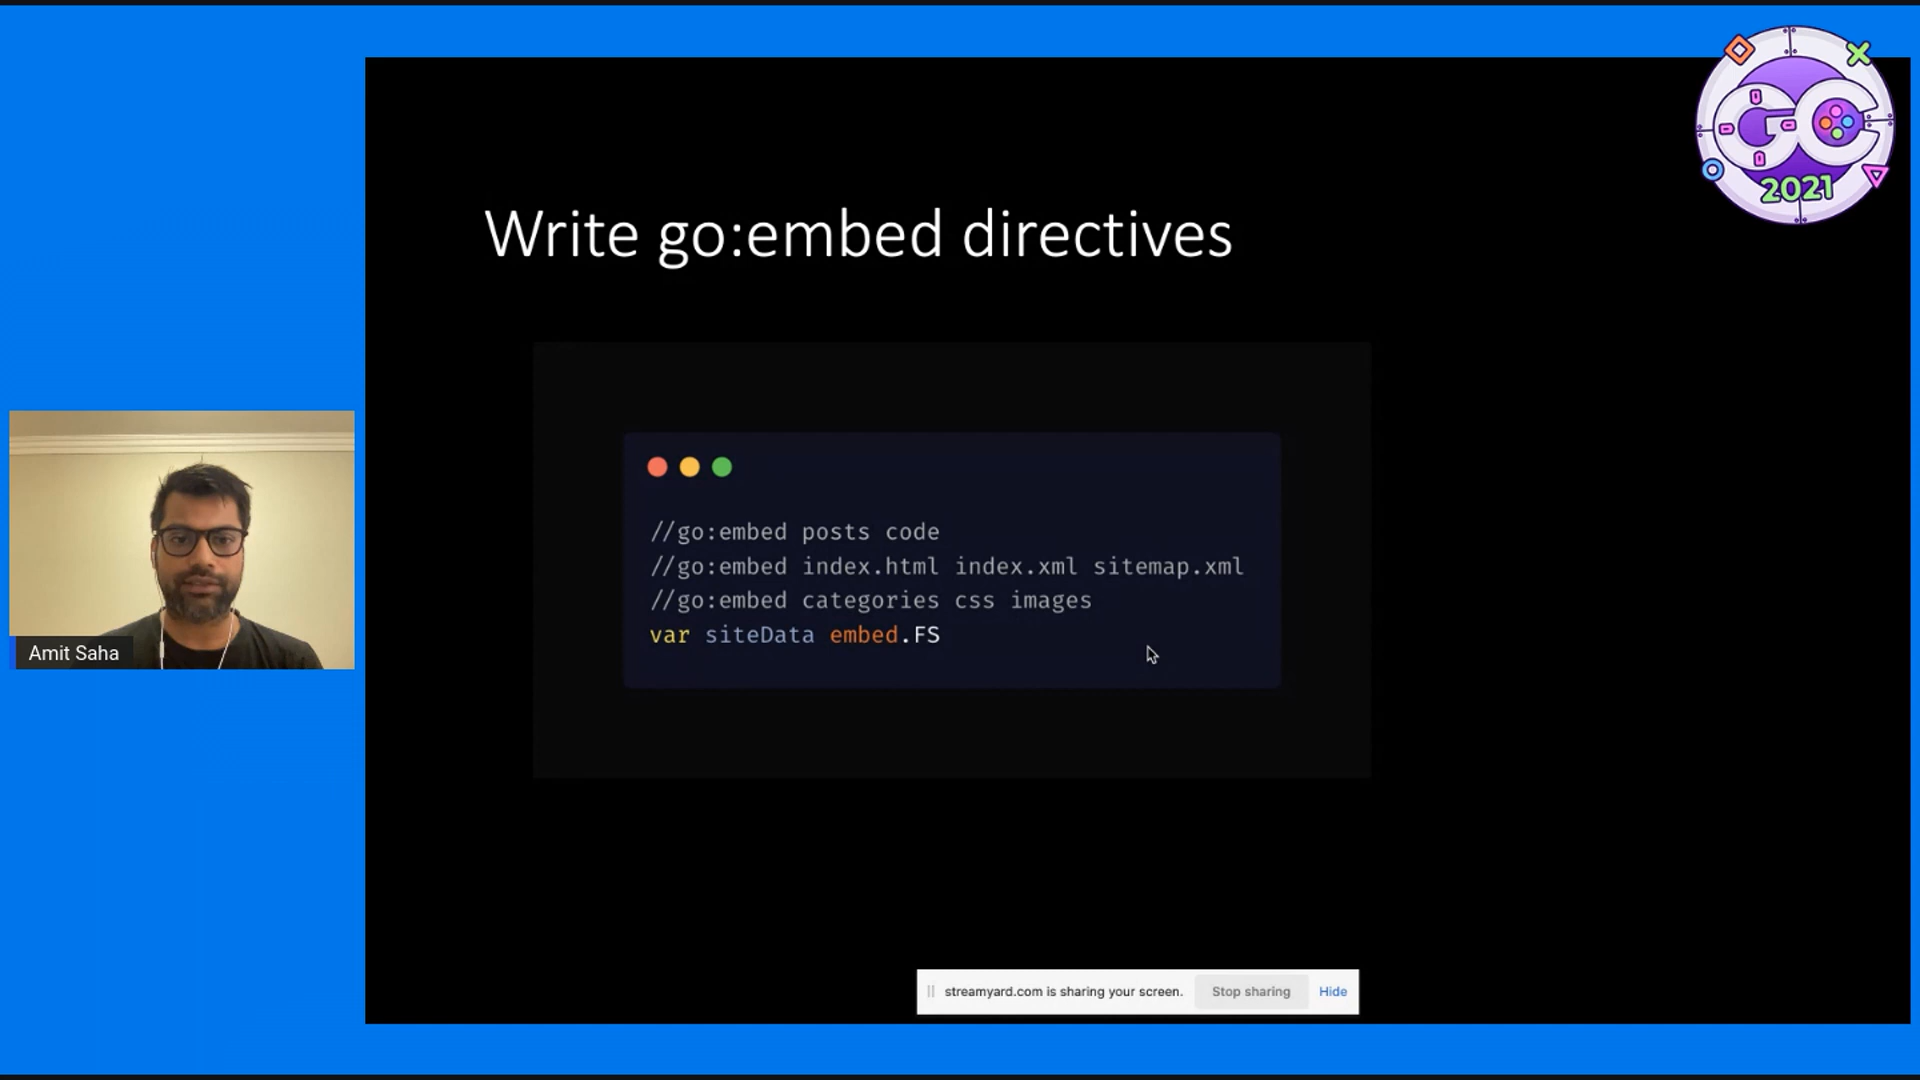 GC
2021
Write go:embed directives
//go:embed posts code
//go:embed index.html index.xml sitemap.xml
//go:embed categories css images
var siteData embed.FS
Amit Saha
streamyard.com is sharing your screen. Stop sharing Hide